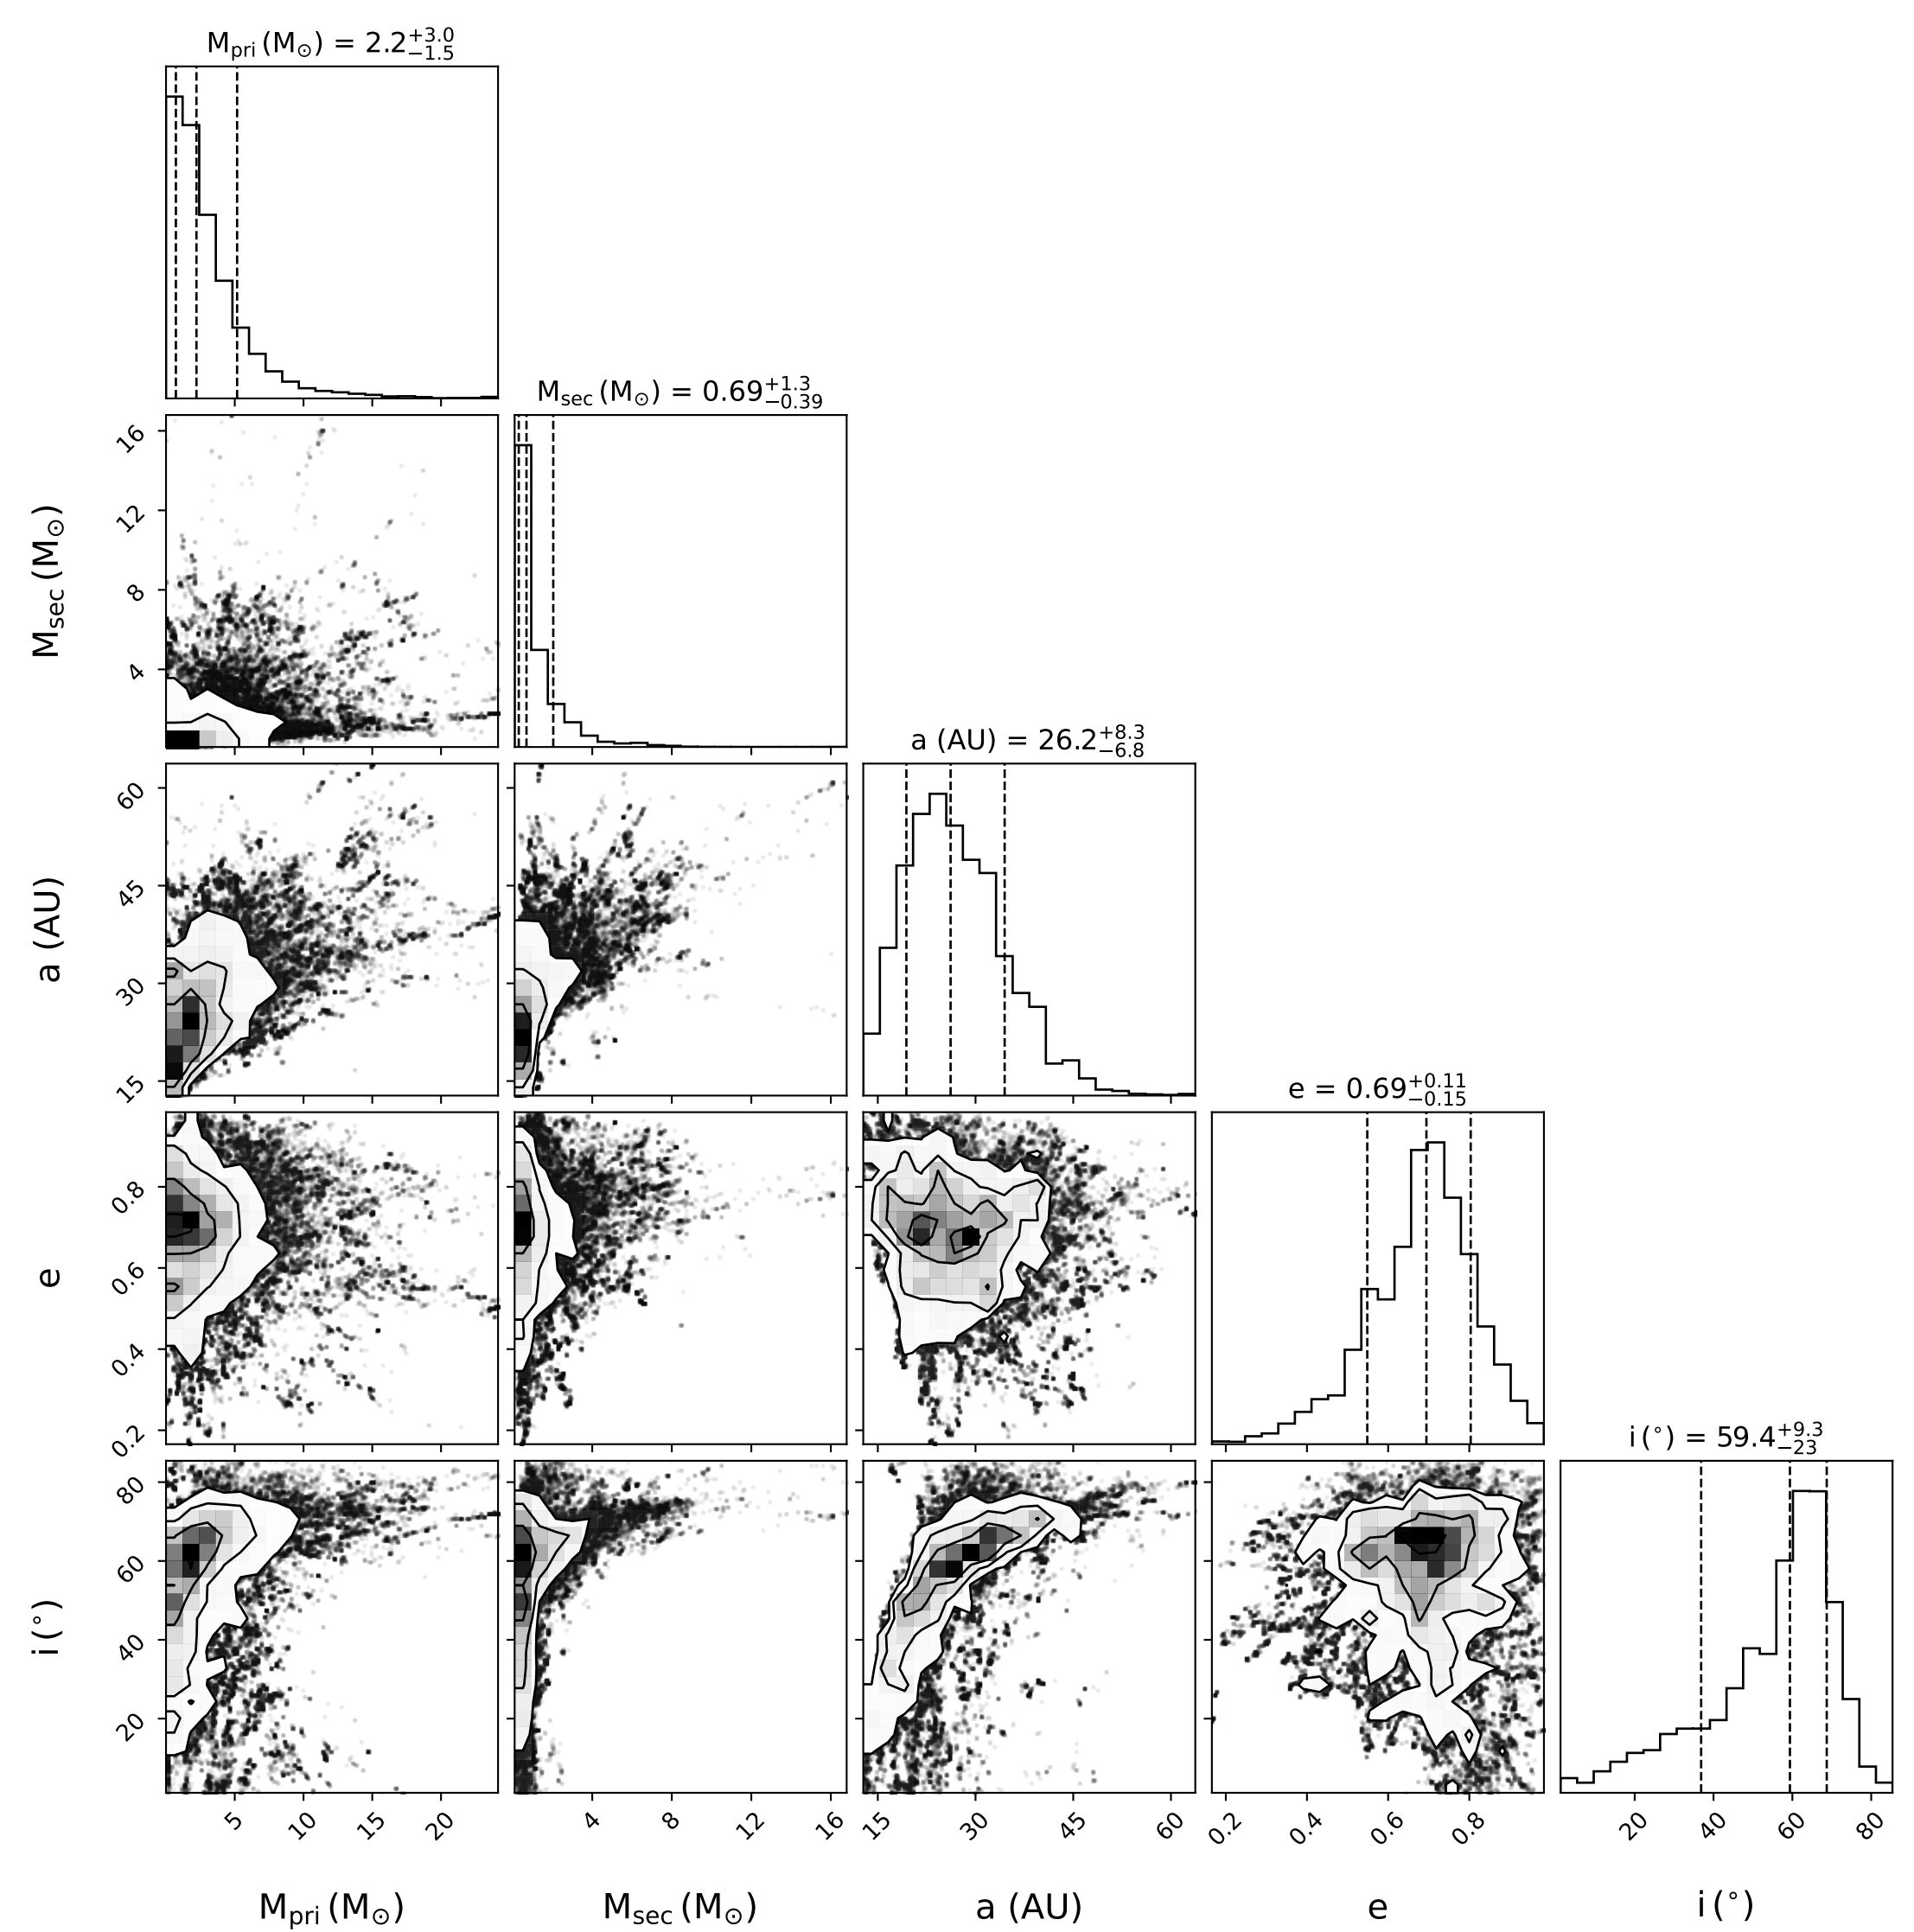 M_pri (M_⊙) = 2.2^{+3.0}_{−1.5}
16
12
8
4
M_sec (M_⊙)
M_sec (M_⊙) = 0.69^{+1.3}_{−0.39}
60
45
30
15
a (AU)
a (AU) = 26.2^{+8.3}_{−6.8}
0.8
0.6
0.4
0.2
e
e = 0.69^{+0.11}_{−0.15}
80
60
40
20
i (°)
i (°) = 59.4^{+9.3}_{−23}
5 10 15 20
4 8 12 16
15 30 45 60
0.2 0.4 0.6 0.8
20 40 60 80
M_pri (M_⊙)
M_sec (M_⊙)
a (AU)
e
i (°)